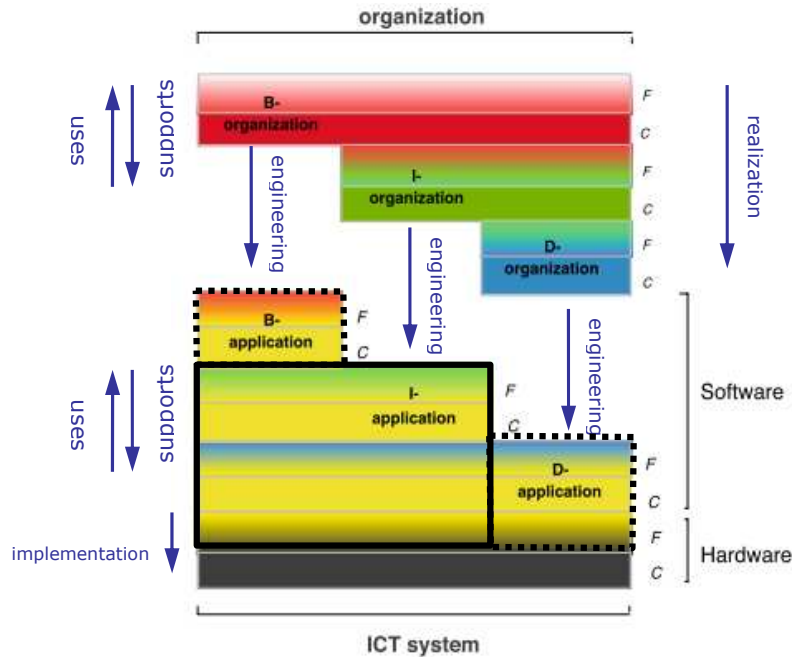 organization
uses
supports
B-
organization
F
C
realization
engineering
I-
organization
F
C
engineering
D-
organization
F
C
engineering
B-
application
F
C
uses
supports
I-
application
F
C
Software
D-
application
F
C
implementation
F
C
Hardware
ICT system